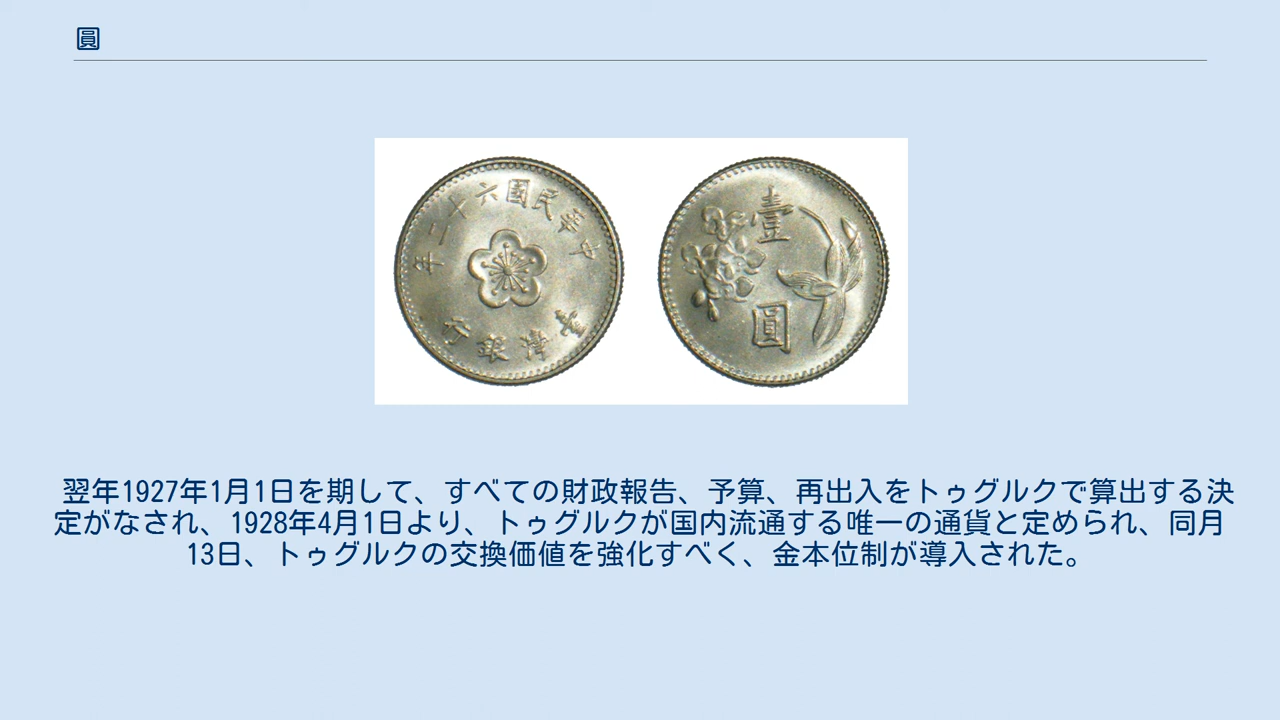 圓
中華民國六十二年
臺灣銀行
壹
圓
翌年1927年1月1日を期して、すべての財政報告、予算、再出入をトゥグルクで算出する決
定がなされ、1928年4月1日より、トゥグルクが国内流通する唯一の通貨と定められ、同月
13日、トゥグルクの交換価値を強化すべく、金本位制が導入された。